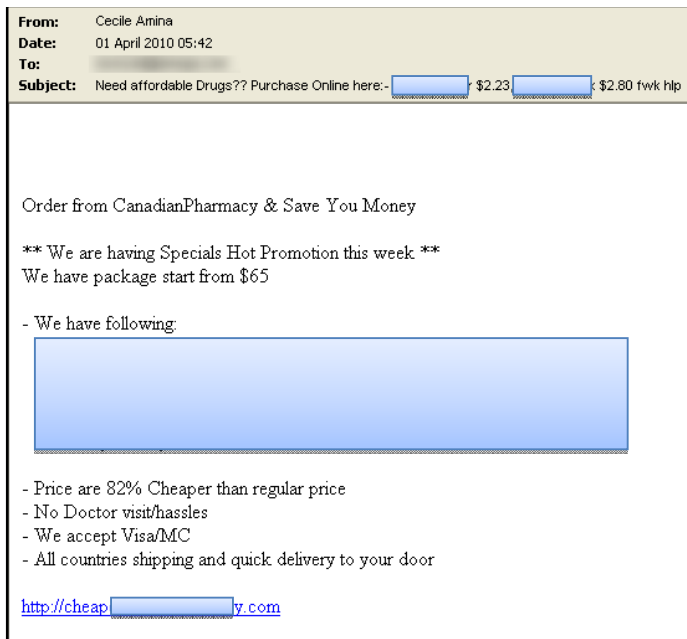 From: Cecile Amina
Date: 01 April 2010 05:42
To:
Subject: Need affordable Drugs?? Purchase Online here:- $2.23, $2.80 fwk hlp
Order from CanadianPharmacy & Save You Money
** We are having Specials Hot Promotion this week **
We have package start from $65
- We have following:
- Price are 82% Cheaper than regular price
- No Doctor visit/hassles
- We accept Visa/MC
- All countries shipping and quick delivery to your door
http://cheap y.com